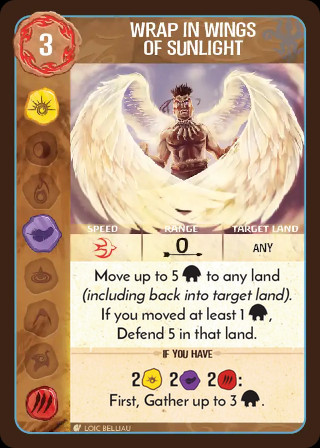 3
WRAP IN WINGS
OF SUNLIGHT
SPEED RANGE TARGET LAND
0 ANY
Move up to 5 to any land
(including back into target land).
If you moved at least 1 ,
Defend 5 in that land.
IF YOU HAVE
2 2 2 :
First, Gather up to 3 .
LOIC BELLIAU